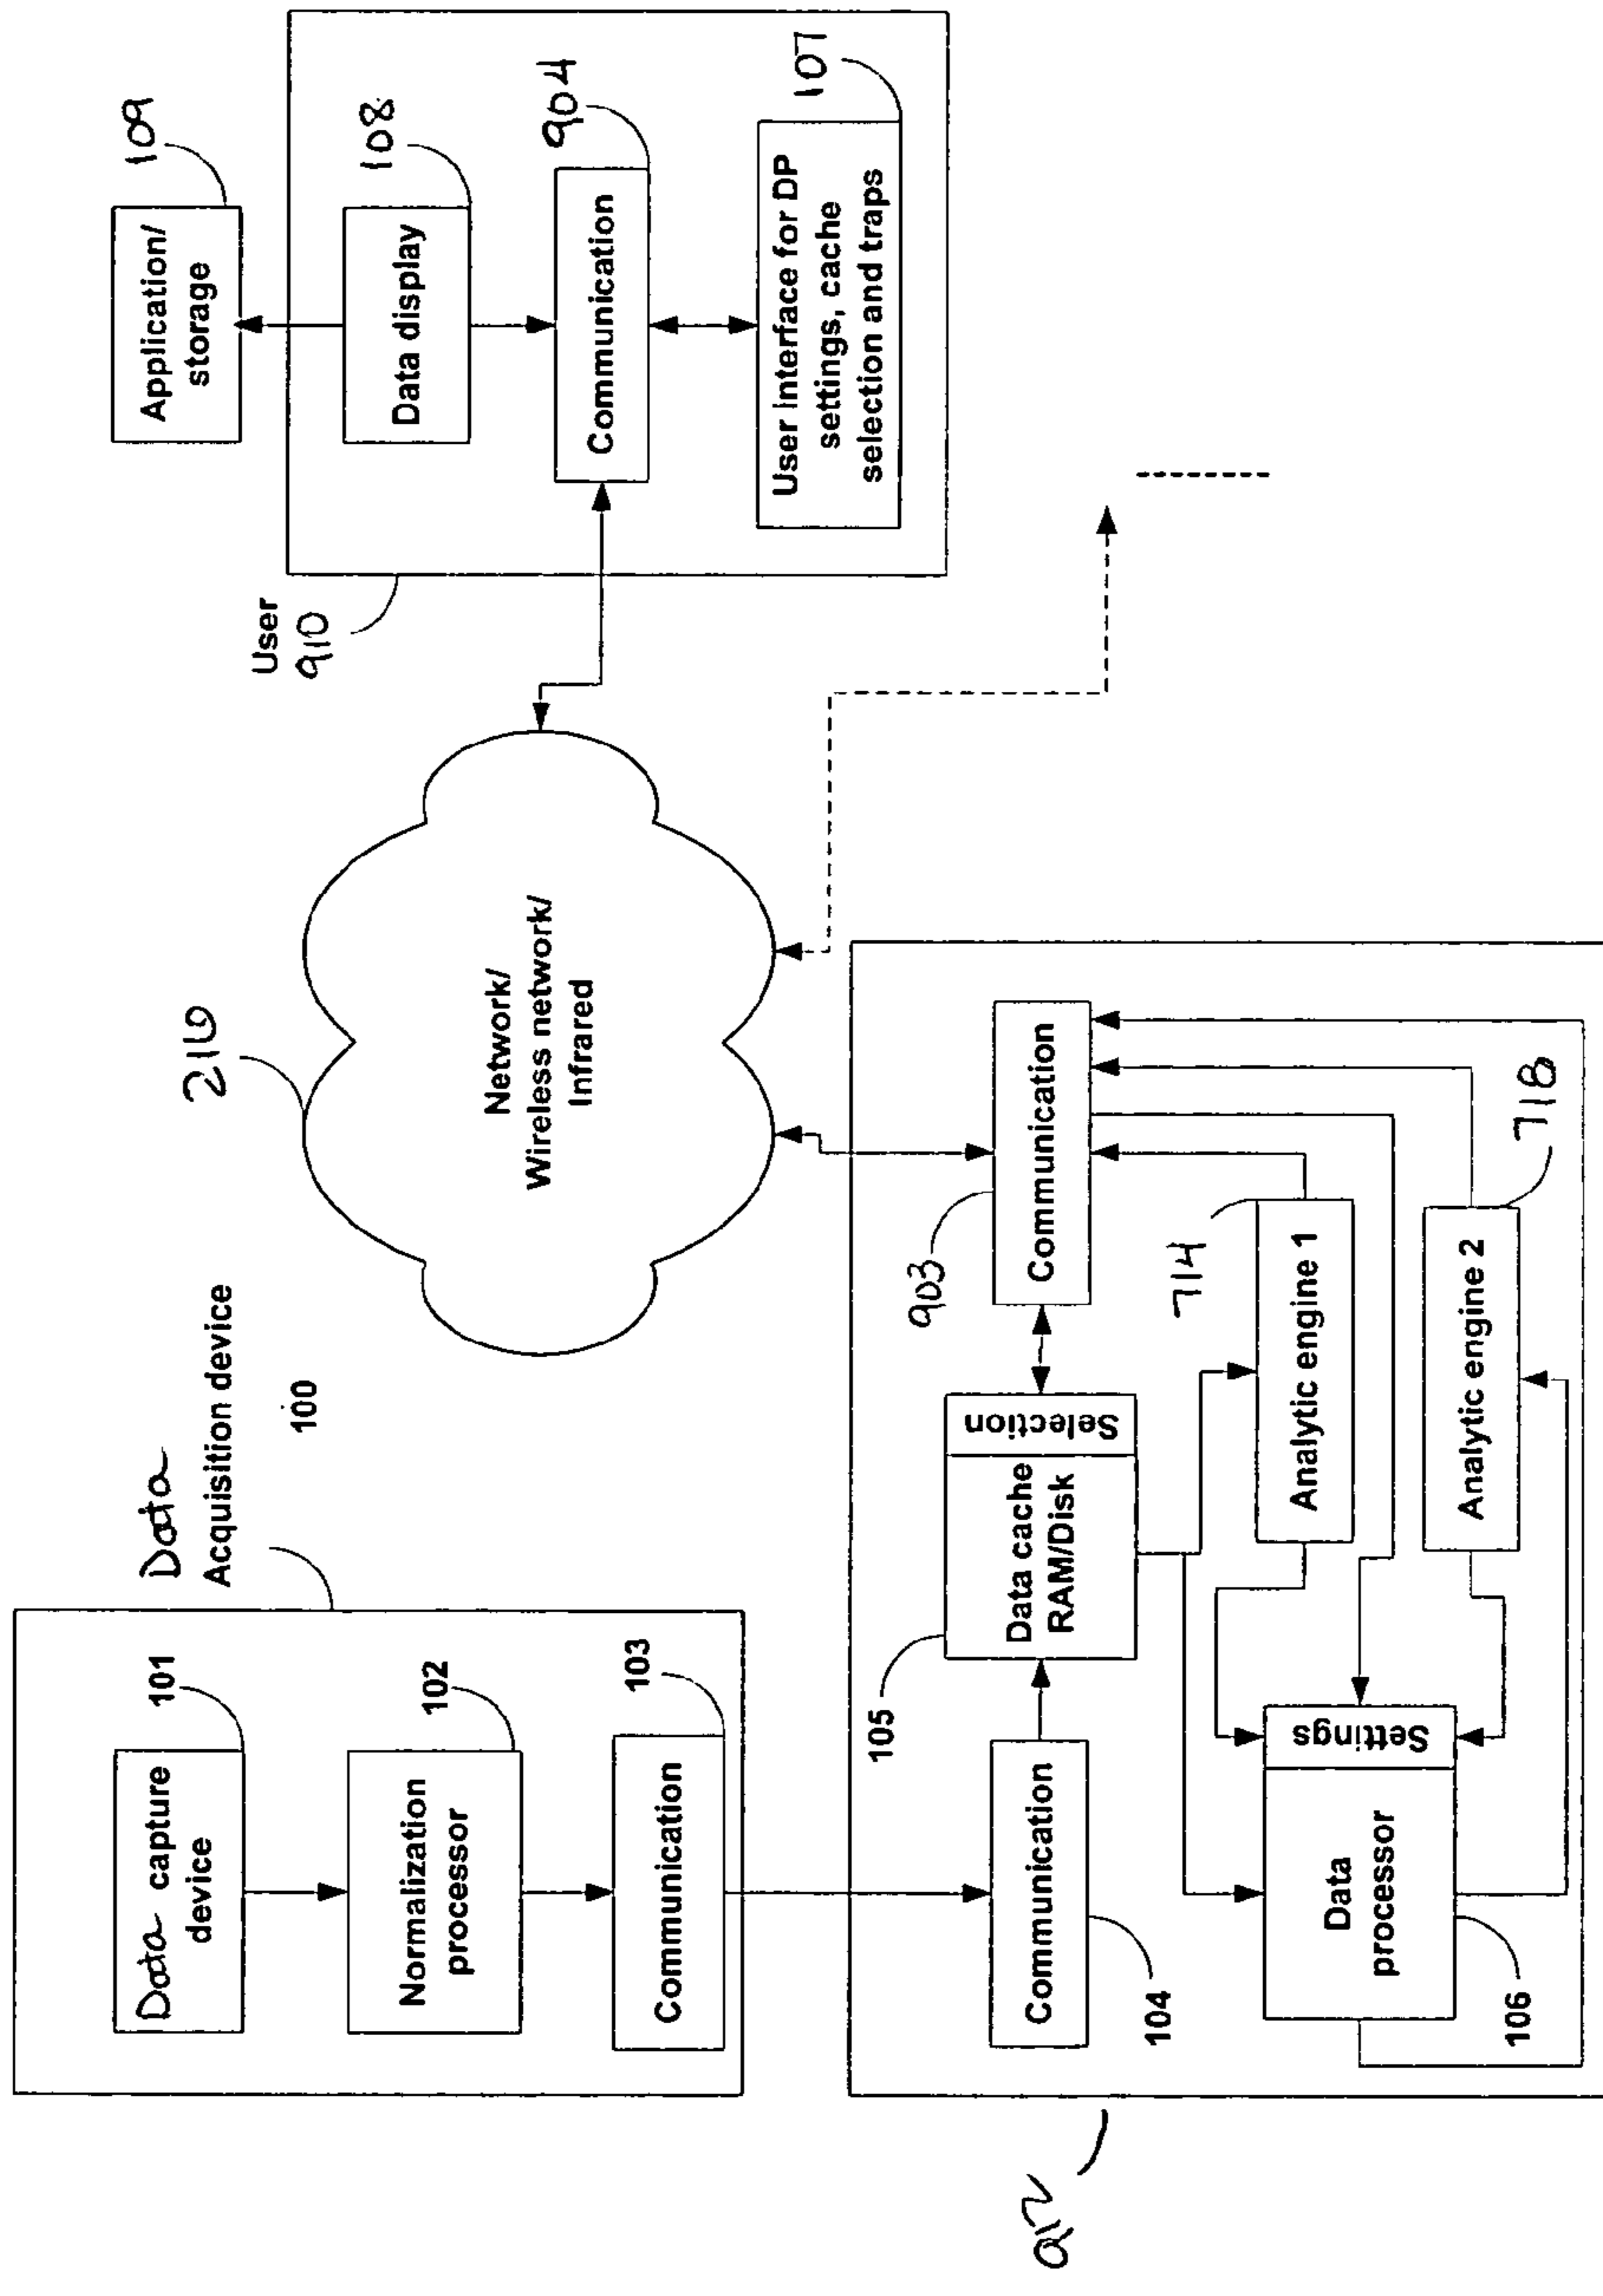 Data
Acquisition device
100
Data capture
device
101
Normalization
processor
102
Communication
103
216
Network/
Wireless network/
Infrared
User
910
Application/
storage
109
Data display
108
Communication
904
User Interface for DP
settings, cache
selection and traps
107
912
Communication
104
105
Data cache
RAM/Disk
Selection
903
Communication
Data
processor
Settings
106
Analytic engine 1
714
Analytic engine 2
718